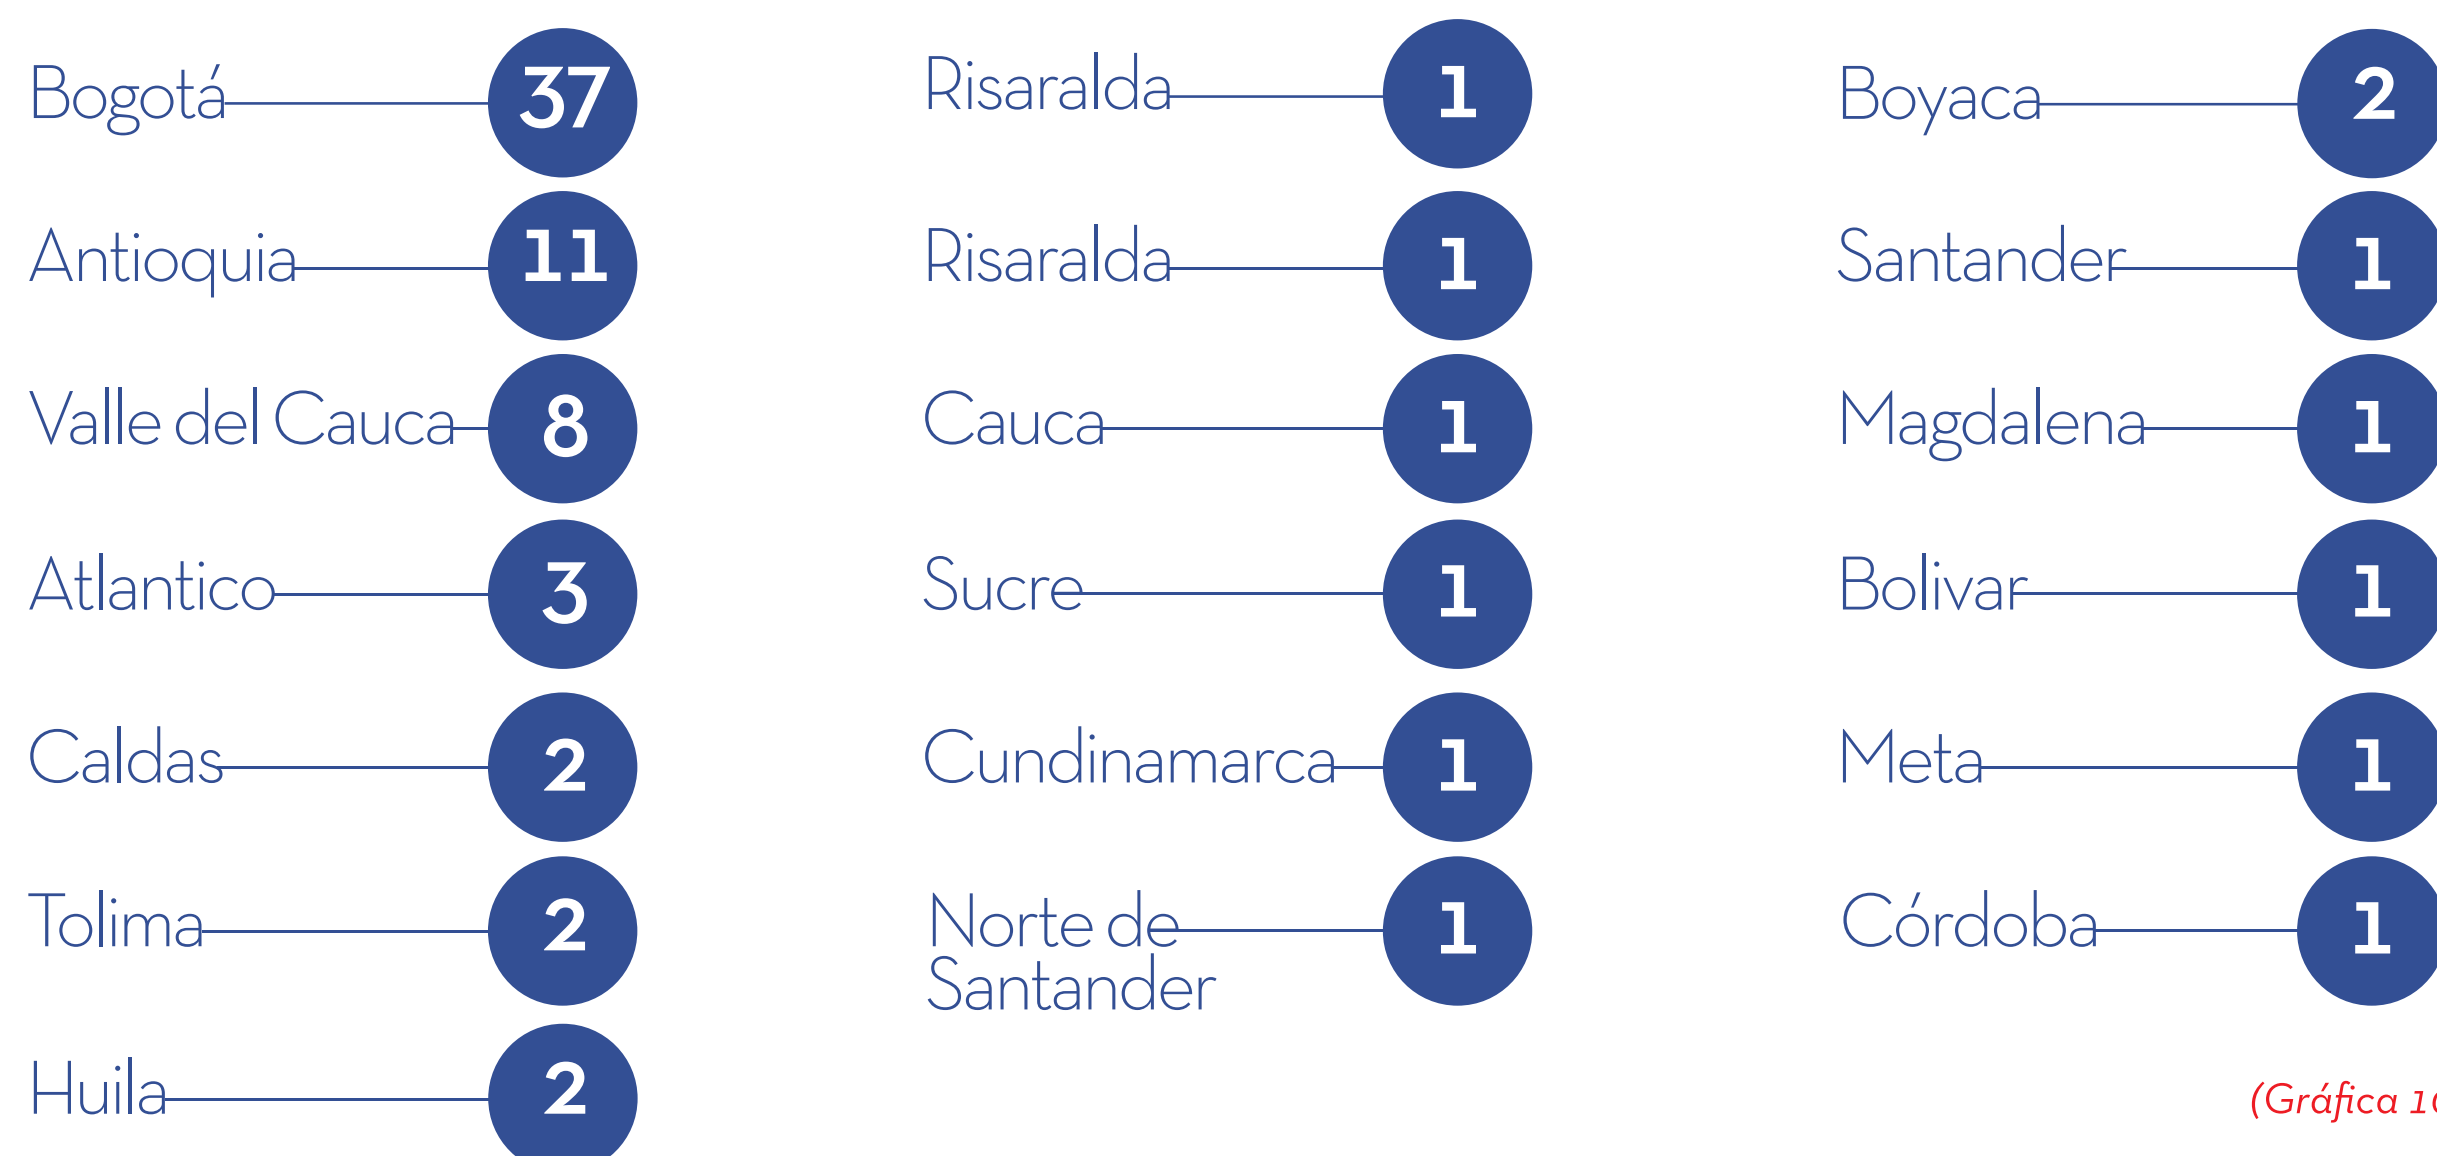 Bogotá 37
Antioquia 11
Valle del Cauca 8
Atlantico 3
Caldas 2
Tolima 2
Huila 2
Risaralda 1
Risaralda 1
Cauca 1
Sucre 1
Cundinamarca 1
Norte de 1
Santander
Boyaca 2
Santander 1
Magdalena 1
Bolivar 1
Meta 1
Córdoba 1
(Gráfica